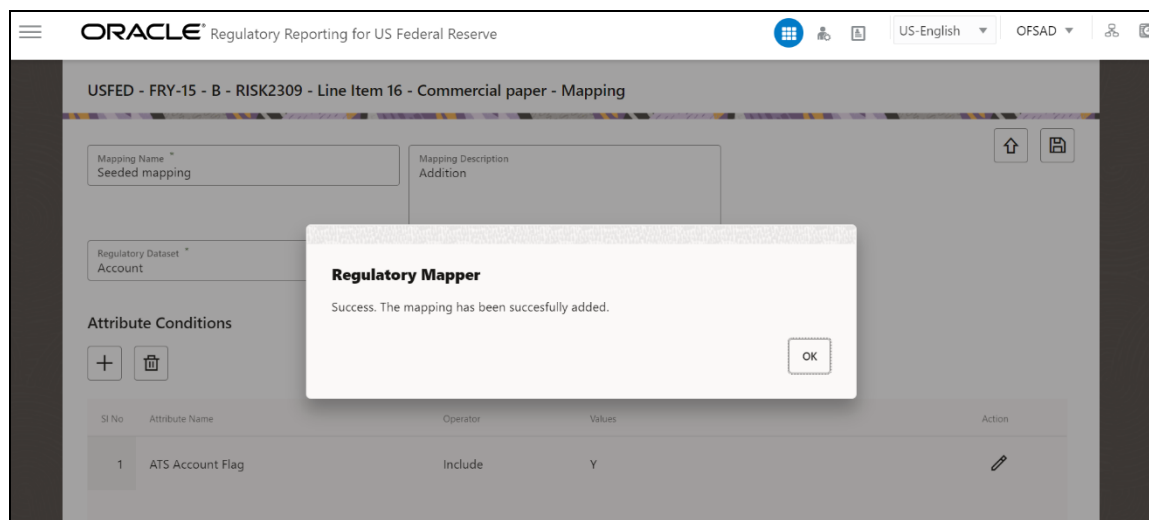 ORACLE® Regulatory Reporting for US Federal Reserve
US-English
OFSAD
USFED - FRY-15 - B - RISK2309 - Line Item 16 - Commercial paper - Mapping
Mapping Name *
Seeded mapping
Mapping Description
Addition
Regulatory Dataset *
Account
Regulatory Mapper
Success. The mapping has been succesfully added.
OK
Attribute Conditions
SI No Attribute Name Operator Values Action
1 ATS Account Flag Include Y